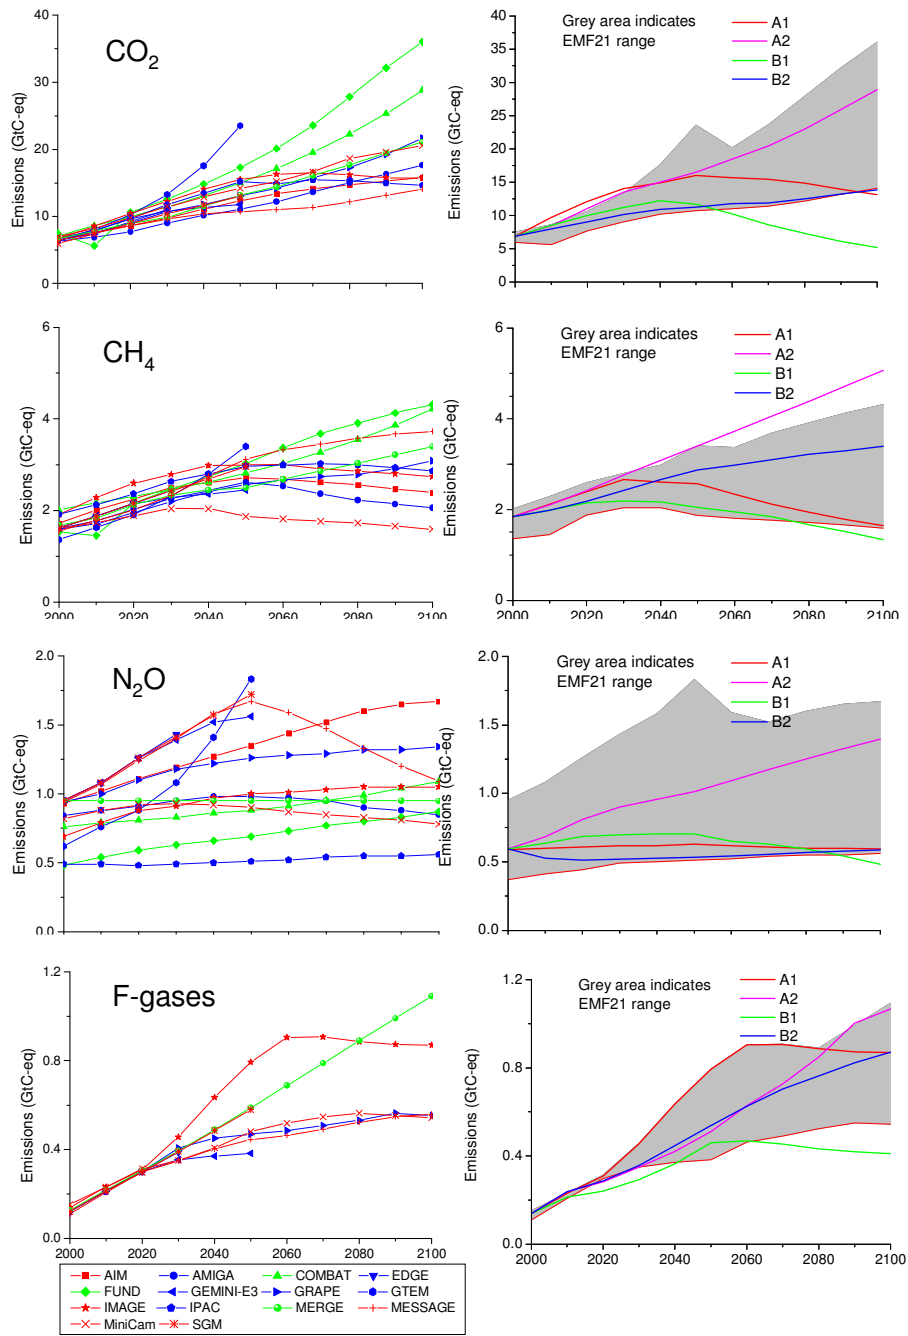 CO2
Emissions (GtC-eq)
40
30
20
10
0
Grey area indicates
EMF21 range
A1
A2
B1
B2
Emissions (GtC-eq)
40
35
30
25
20
15
10
5
0
CH4
Emissions (GtC-eq)
6
4
2
0
2000 2020 2040 2060 2080 2100
Grey area indicates
EMF21 range
A1
A2
B1
B2
Emissions (GtC-eq)
6
4
2
0
2000 2020 2040 2060 2080 2100
N2O
Emissions (GtC-eq)
2.0
1.5
1.0
0.5
0.0
Grey area indicates
EMF21 range
A1
A2
B1
B2
Emissions (GtC-eq)
2.0
1.5
1.0
0.5
0.0
F-gases
Emissions (GtC-eq)
1.2
0.8
0.4
0.0
2000 2020 2040 2060 2080 2100
Grey area indicates
EMF21 range
A1
A2
B1
B2
Emissions (GtC-eq)
1.2
0.8
0.4
0.0
2000 2020 2040 2060 2080 2100
AIM AMIGA COMBAT EDGE
FUND GEMINI-E3 GRAPE GTEM
IMAGE IPAC MERGE MESSAGE
MiniCam SGM